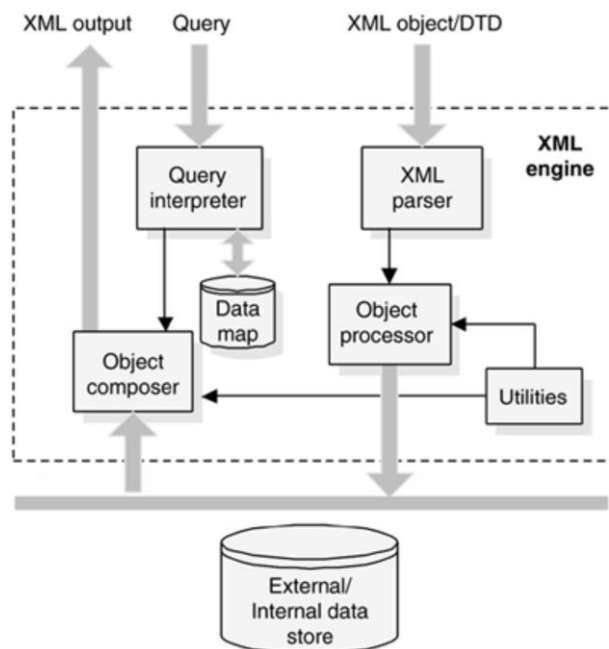 XML output
Query
XML object/DTD
XML
engine
Query
interpreter
XML
parser
Data
map
Object
processor
Object
composer
Utilities
External/
Internal data
store